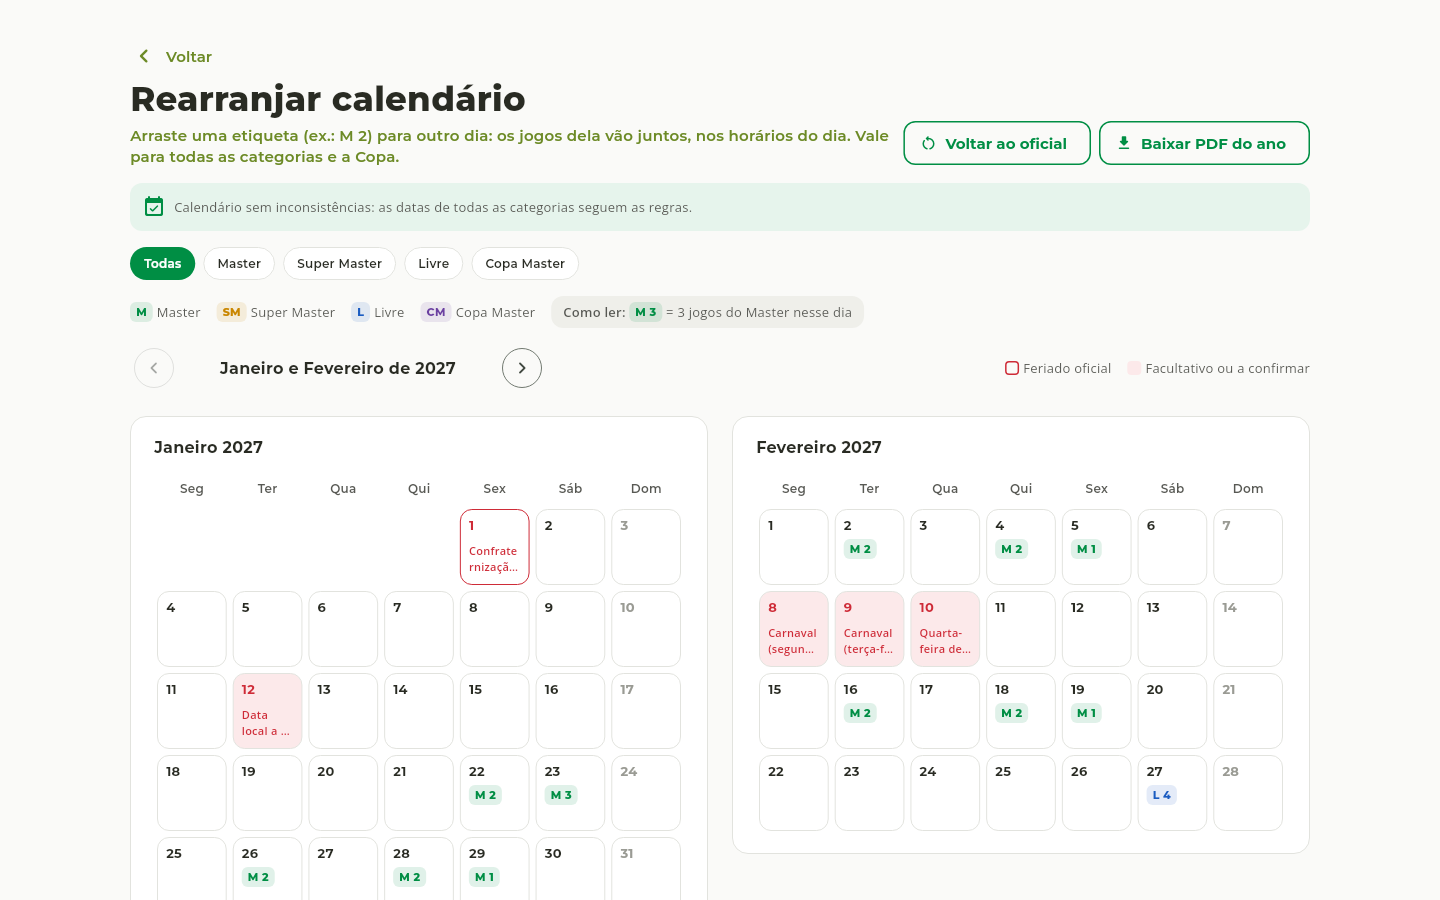 Voltar
Rearranjar calendário
Arraste uma etiqueta (ex.: M 2) para outro dia: os jogos dela vão juntos, nos horários do dia. Vale
para todas as categorias e a Copa.
Voltar ao oficial
Baixar PDF do ano
Calendário sem inconsistências: as datas de todas as categorias seguem as regras.
Todas Master Super Master Livre Copa Master
M Master SM Super Master L Livre CM Copa Master Como ler: M 3 = 3 jogos do Master nesse dia
Janeiro e Fevereiro de 2027
Feriado oficial Facultativo ou a confirmar
Janeiro 2027
Seg Ter Qua Qui Sex Sáb Dom
1 2 3
Confrate
rnizaçã...
4 5 6 7 8 9 10
11 12 13 14 15 16 17
Data
local a ...
18 19 20 21 22 23 24
M 2 M 3
25 26 27 28 29 30 31
M 2 M 2 M 1
Fevereiro 2027
Seg Ter Qua Qui Sex Sáb Dom
1 2 3 4 5 6 7
M 2 M 2 M 1
8 9 10 11 12 13 14
Carnaval Carnaval Quarta-
(segun... (terça-f... feira de...
15 16 17 18 19 20 21
M 2 M 2 M 1
22 23 24 25 26 27 28
L 4